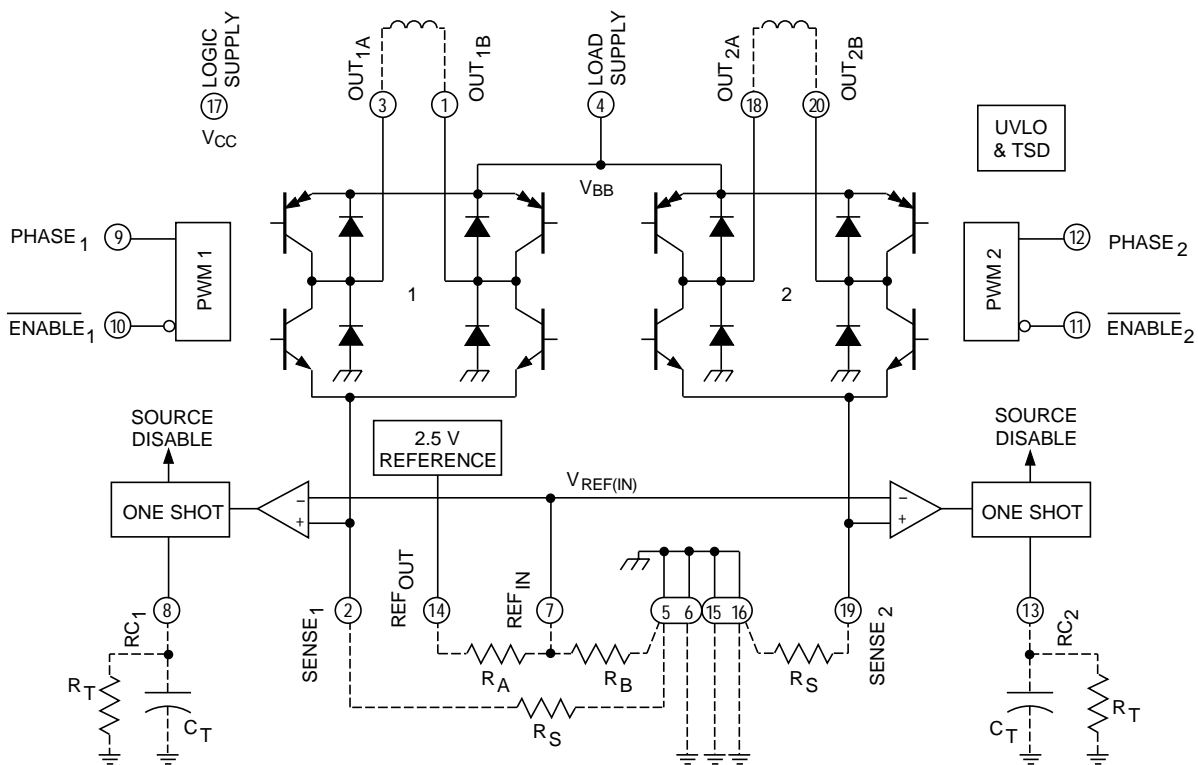 LOGIC
SUPPLY
17
VCC
OUT1A
OUT1B
3
1
LOAD
SUPPLY
4
VBB
OUT2A
OUT2B
18
20
UVLO
& TSD
PHASE1
9
ENABLE1
10
PWM 1
1
2
PWM 2
12
PHASE2
11
ENABLE2
SOURCE
DISABLE
ONE SHOT
2.5 V
REFERENCE
VREF(IN)
–
+
–
+
SOURCE
DISABLE
ONE SHOT
8
RC1
2
SENSE1
14
REFOUT
7
REFIN
5 6 15 16
19
SENSE2
13
RC2
RT
CT
RA
RB
RS
RS
CT
RT